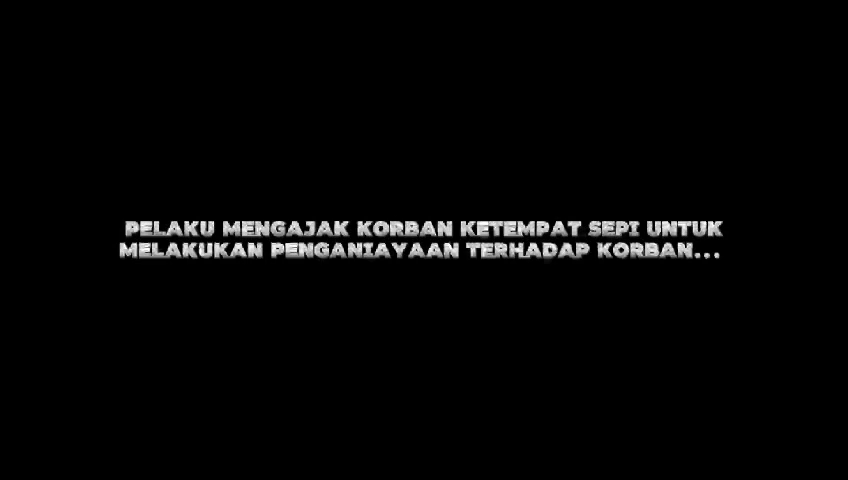 PELAKU MENGAJAK KORBAN KETEMPAT SEPI UNTUK
MELAKUKAN PENGANIAYAAN TERHADAP KORBAN...